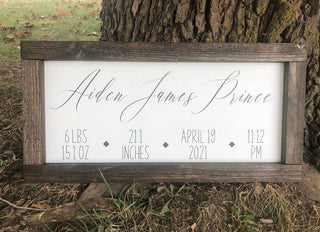 Aiden James Prince
6 LBS 21.1 APRIL 19 11:12
15.1 OZ INCHES 2021 PM